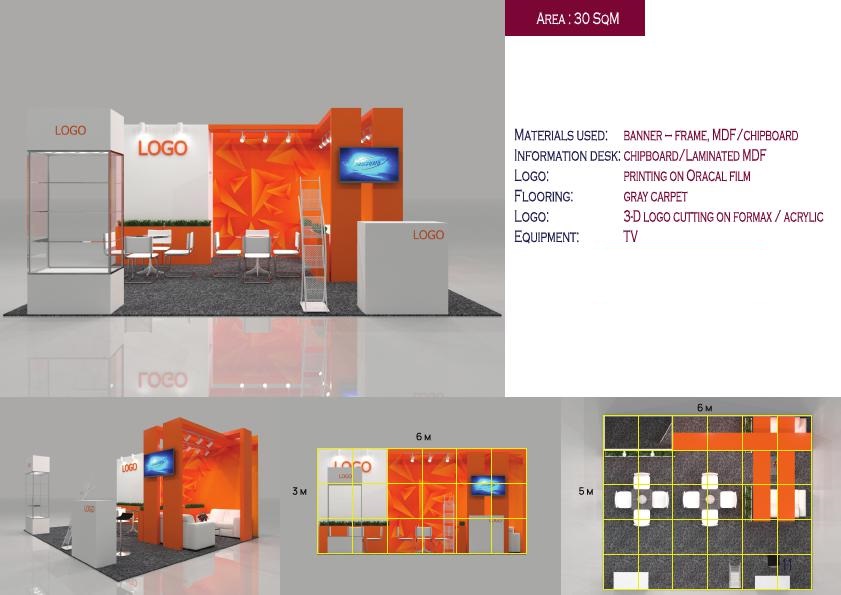 AREA : 30 SQM
LOGO
LOGO
LOGO
MATERIALS USED: BANNER – FRAME, MDF/CHIPBOARD
INFORMATION DESK: CHIPBOARD/LAMINATED MDF
LOGO: PRINTING ON ORACAL FILM
FLOORING: GRAY CARPET
LOGO: 3-D LOGO CUTTING ON FORMAX / ACRYLIC
EQUIPMENT: TV
LOGO
LOGO
6 м
3 м
LOGO
LOGO
LOGO
6 м
5 м
11